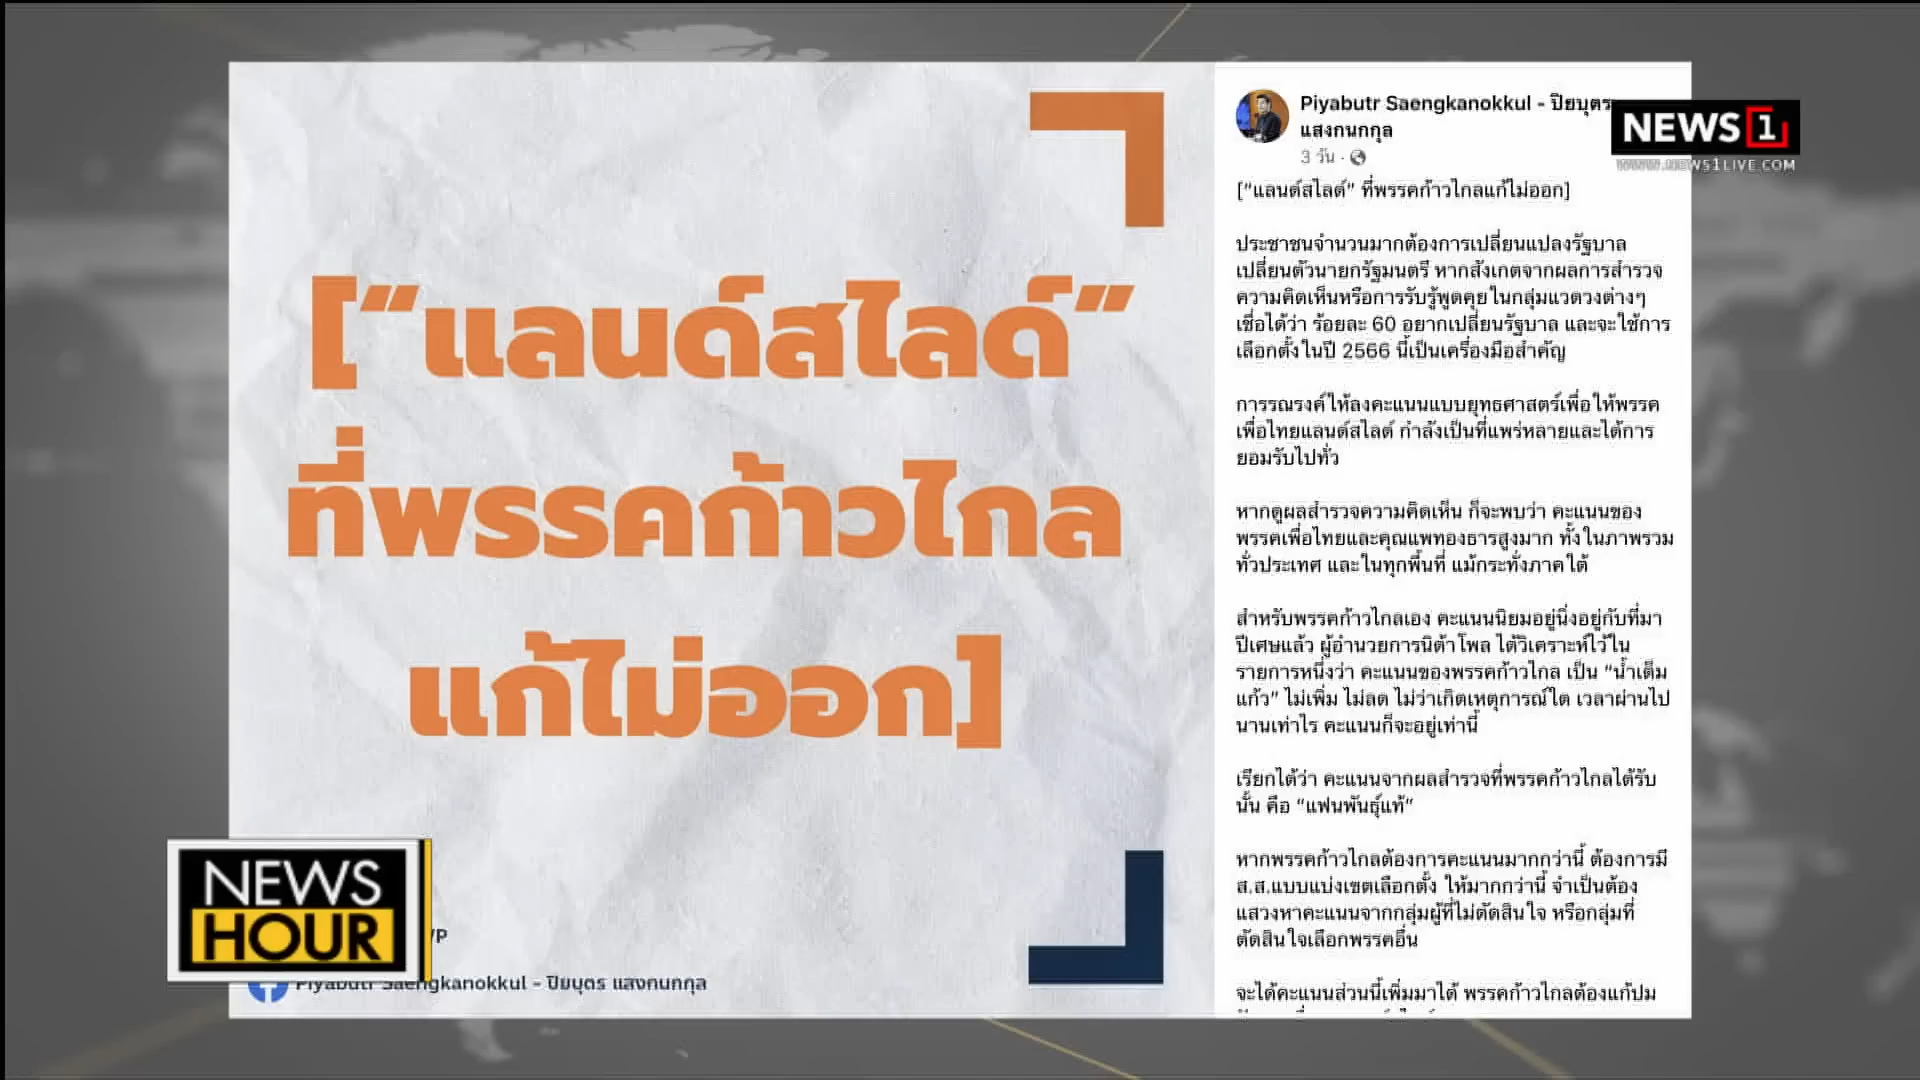 ["แลนด์สไลด์"
ที่พรรคก้าวไกล
แก้ไม่ออก]
Piyabutr Saengkanokkul - ปิยบุตร แสงกนกกุล
NEWS
HOUR
Piyabutr Saengkanokkul - ปิยบุตร
แสงกนกกุล
3 วัน ·
NEWS 1
WWW.NEWS1LIVE.COM
["แลนด์สไลด์" ที่พรรคก้าวไกลแก้ไม่ออก]
ประชาชนจำนวนมากต้องการเปลี่ยนแปลงรัฐบาล
เปลี่ยนตัวนายกรัฐมนตรี หากสังเกตจากผลการสำรวจ
ความคิดเห็นหรือการรับรู้พูดคุยในกลุ่มแวดวงต่างๆ
เชื่อได้ว่า ร้อยละ 60 อยากเปลี่ยนรัฐบาล และจะใช้การ
เลือกตั้งในปี 2566 นี้เป็นเครื่องมือสำคัญ
การรณรงค์ให้ลงคะแนนแบบยุทธศาสตร์เพื่อให้พรรค
เพื่อไทยแลนด์สไลด์ กำลังเป็นที่แพร่หลายและได้การ
ยอมรับไปทั่ว
หากดูผลสำรวจความคิดเห็น ก็จะพบว่า คะแนนของ
พรรคเพื่อไทยและคุณแพทองธารสูงมาก ทั้งในภาพรวม
ทั่วประเทศ และในทุกพื้นที่ แม้กระทั่งภาคใต้
สำหรับพรรคก้าวไกลเอง คะแนนนิยมอยู่นิ่งอยู่กับที่มา
ปีเศษแล้ว ผู้อำนวยการนิด้าโพล ได้วิเคราะห์ไว้ใน
รายการหนึ่งว่า คะแนนของพรรคก้าวไกล เป็น "น้ำเต็ม
แก้ว" ไม่เพิ่ม ไม่ลด ไม่ว่าเกิดเหตุการณ์ใด เวลาผ่านไป
นานเท่าไร คะแนนก็จะอยู่เท่านี้
เรียกได้ว่า คะแนนจากผลสำรวจที่พรรคก้าวไกลได้รับ
นั้น คือ "แฟนพันธุ์แท้"
หากพรรคก้าวไกลต้องการคะแนนมากกว่านี้ ต้องการมี
ส.ส.แบบแบ่งเขตเลือกตั้ง ให้มากกว่านี้ จำเป็นต้อง
แสวงหาคะแนนจากกลุ่มผู้ที่ไม่ตัดสินใจ หรือกลุ่มที่
ตัดสินใจเลือกพรรคอื่น
จะได้คะแนนส่วนนี้เพิ่มมาได้ พรรคก้าวไกลต้องแก้ปม